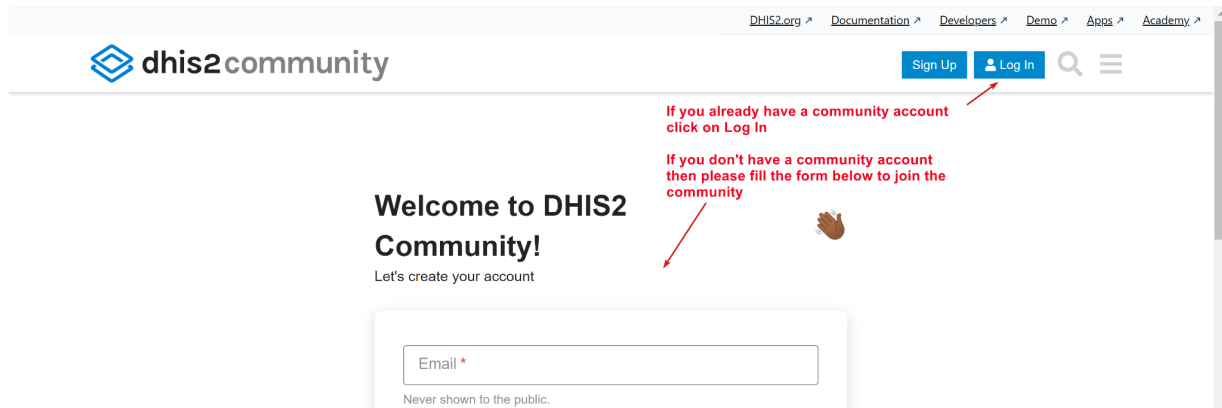 DHIS2.org ↗ Documentation ↗ Developers ↗ Demo ↗ Apps ↗ Academy ↗
dhis2community
Sign Up Log In
If you already have a community account
click on Log In
If you don't have a community account
then please fill the form below to join the
community
Welcome to DHIS2
Community!
Let's create your account
Email *
Never shown to the public.